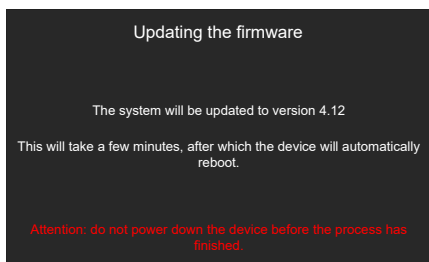 Updating the firmware
The system will be updated to version 4.12
This will take a few minutes, after which the device will automatically
reboot.
Attention: do not power down the device before the process has
finished.